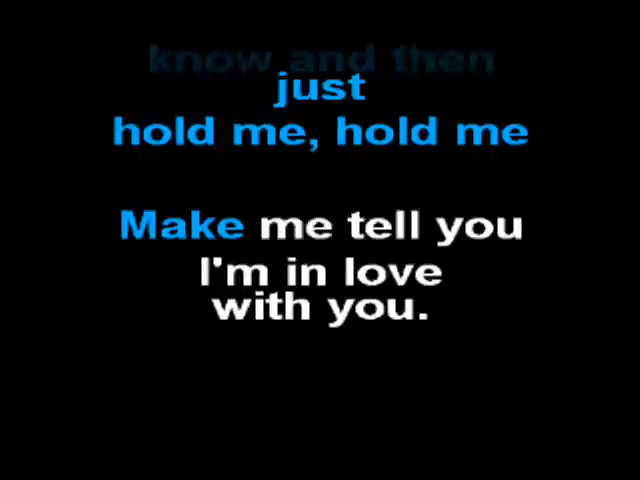 know and then
just
hold me, hold me
Make me tell you
I'm in love
with you.